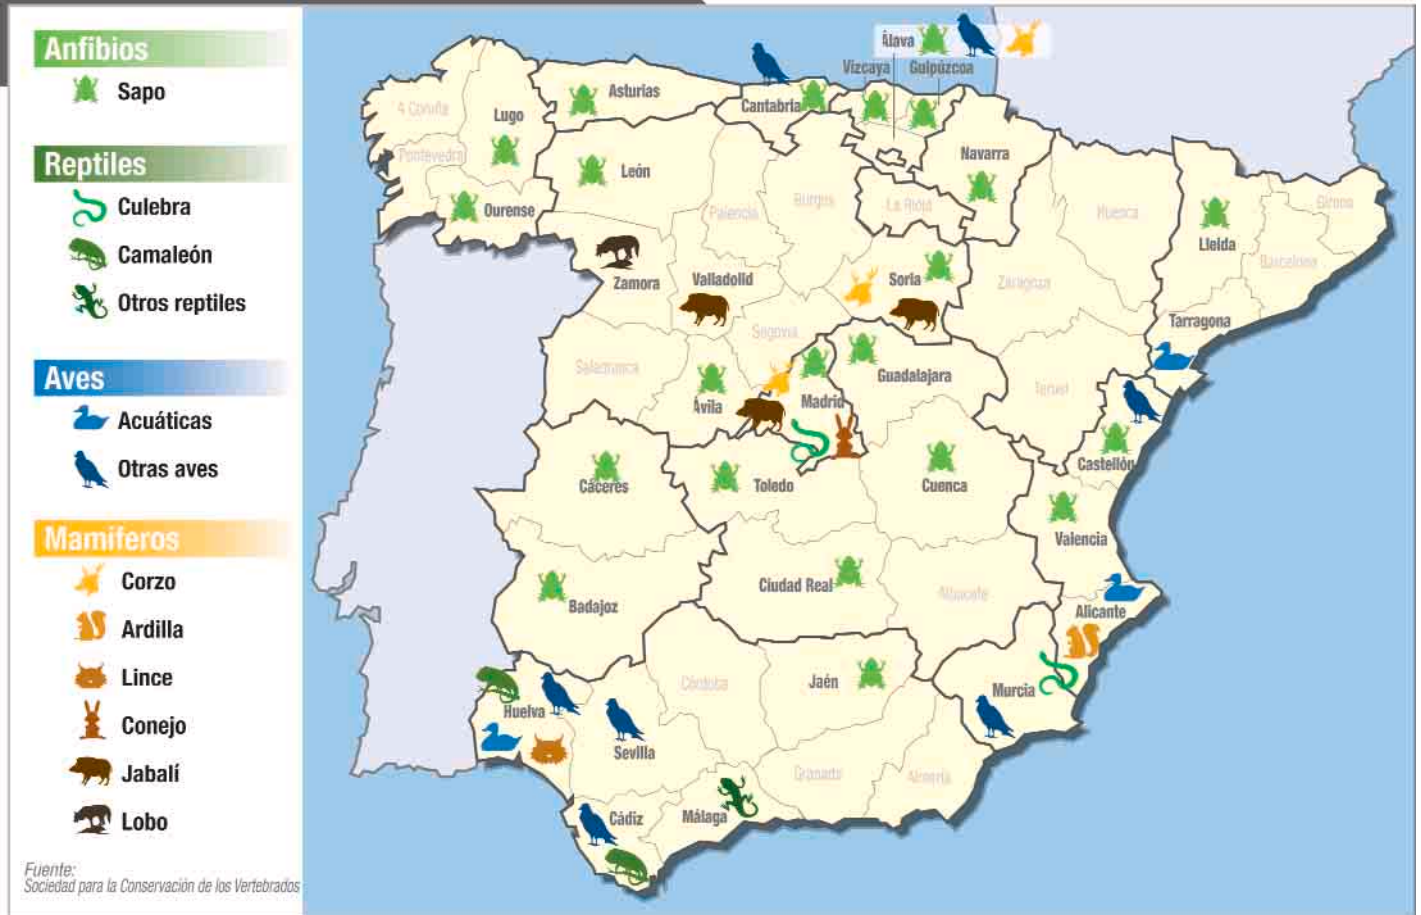 Anfibios
Sapo
Reptiles
Culebra
Camaleón
Otros reptiles
Aves
Acuáticas
Otras aves
Mamíferos
Corzo
Ardilla
Lince
Conejo
Jabalí
Lobo
Fuente:
Sociedad para la Conservación de los Vertebrados
Álava
Vizcaya
Guipúzcoa
A Coruña
Lugo
Asturias
Cantabria
Pontevedra
León
Navarra
Ourense
Palencia
Burgos
La Rioja
Huesca
Lleida
Girona
Barcelona
Zamora
Valladolid
Soria
Zaragoza
Tarragona
Segovia
Salamanca
Ávila
Madrid
Guadalajara
Teruel
Castellón
Cáceres
Toledo
Cuenca
Valencia
Badajoz
Ciudad Real
Albacete
Alicante
Huelva
Sevilla
Córdoba
Jaén
Murcia
Cádiz
Málaga
Granada
Almería